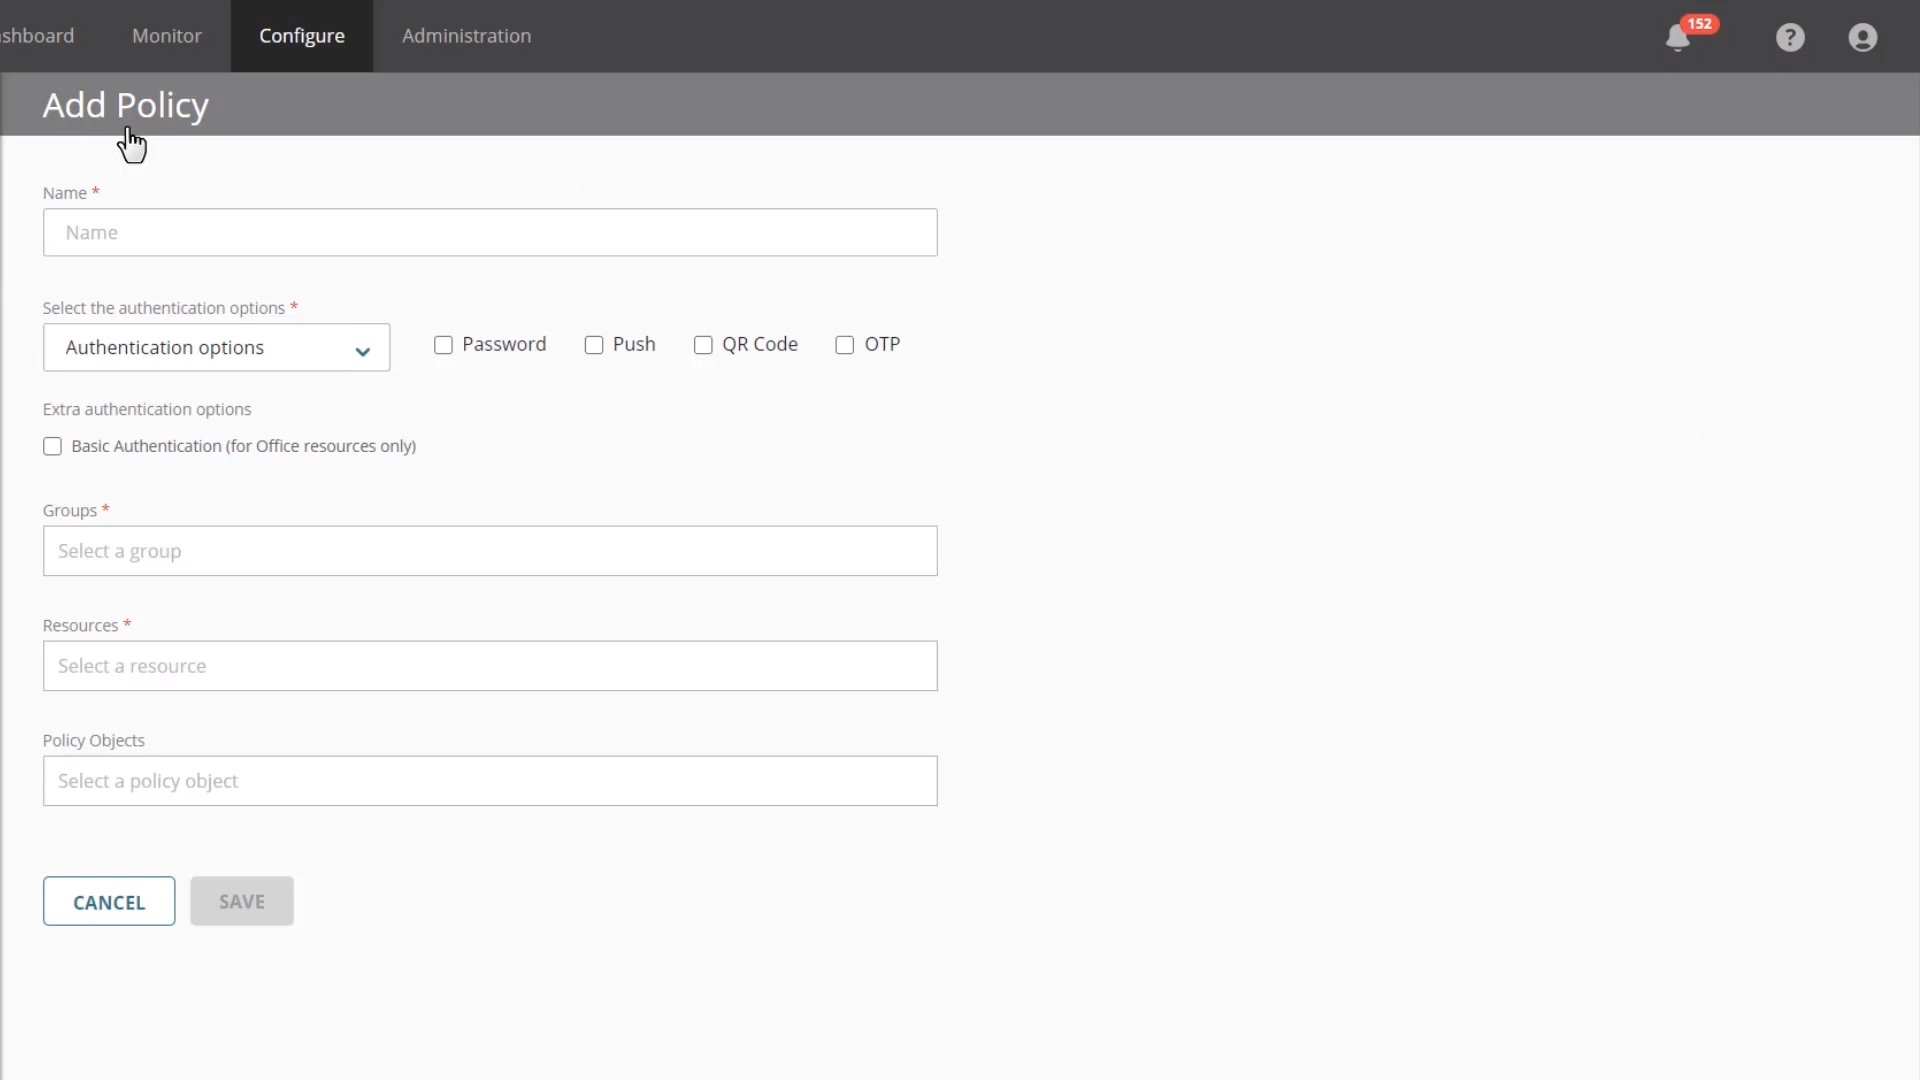 shboard Monitor Configure Administration 152 ?
Add Policy
Name *
Name
Select the authentication options *
Authentication options Password Push QR Code OTP
Extra authentication options
Basic Authentication (for Office resources only)
Groups *
Select a group
Resources *
Select a resource
Policy Objects
Select a policy object
CANCEL SAVE